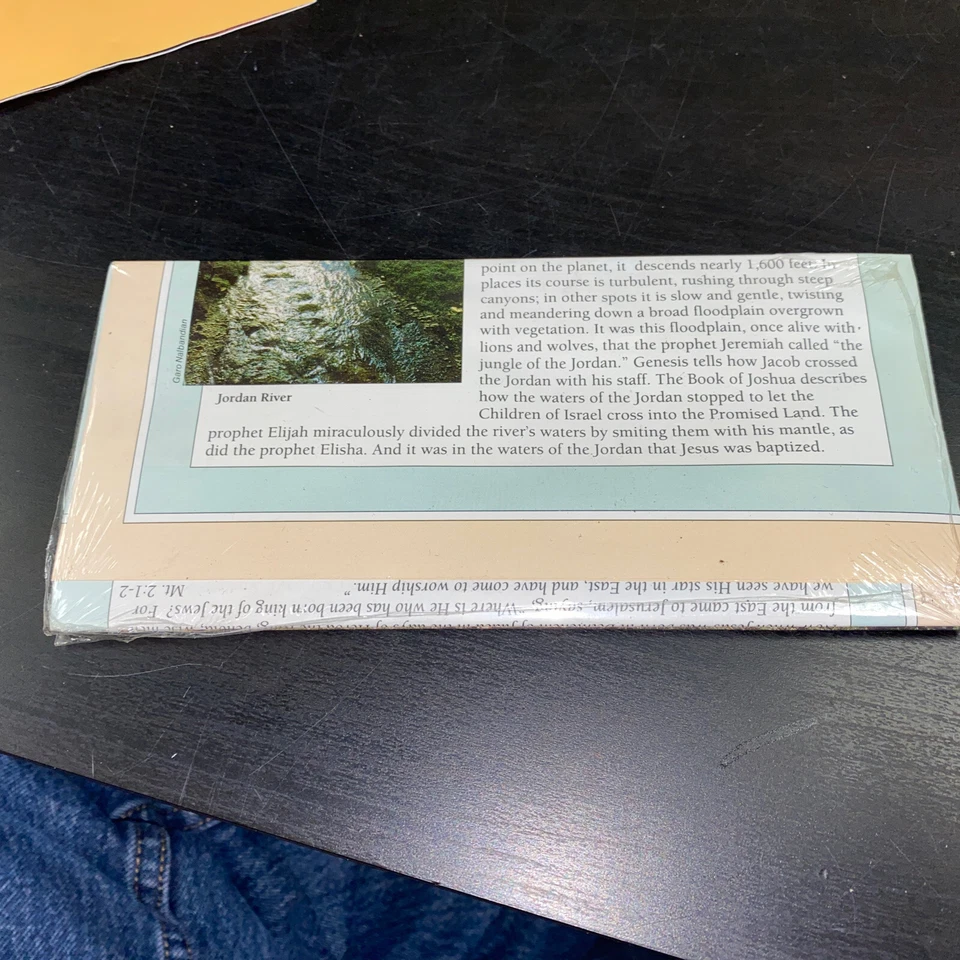 point on the planet, it descends nearly 1,600 feet. In
places its course is turbulent, rushing through steep
canyons; in other spots it is slow and gentle, twisting
and meandering down a broad floodplain overgrown
with vegetation. It was this floodplain, once alive with
lions and wolves, that the prophet Jeremiah called “the
jungle of the Jordan.” Genesis tells how Jacob crossed
the Jordan with his staff. The Book of Joshua describes
how the waters of the Jordan stopped to let the
Children of Israel cross into the Promised Land. The
prophet Elijah miraculously divided the river's waters by smiting them with his mantle, as
did the prophet Elisha. And it was in the waters of the Jordan that Jesus was baptized.
Garo Nalbandian
Jordan River
from the East came to Jerusalem, saying, "Where is He who has been born king of the Jews? For
we have seen His star in the East, and have come to worship Him."
Mt. 2:1-2